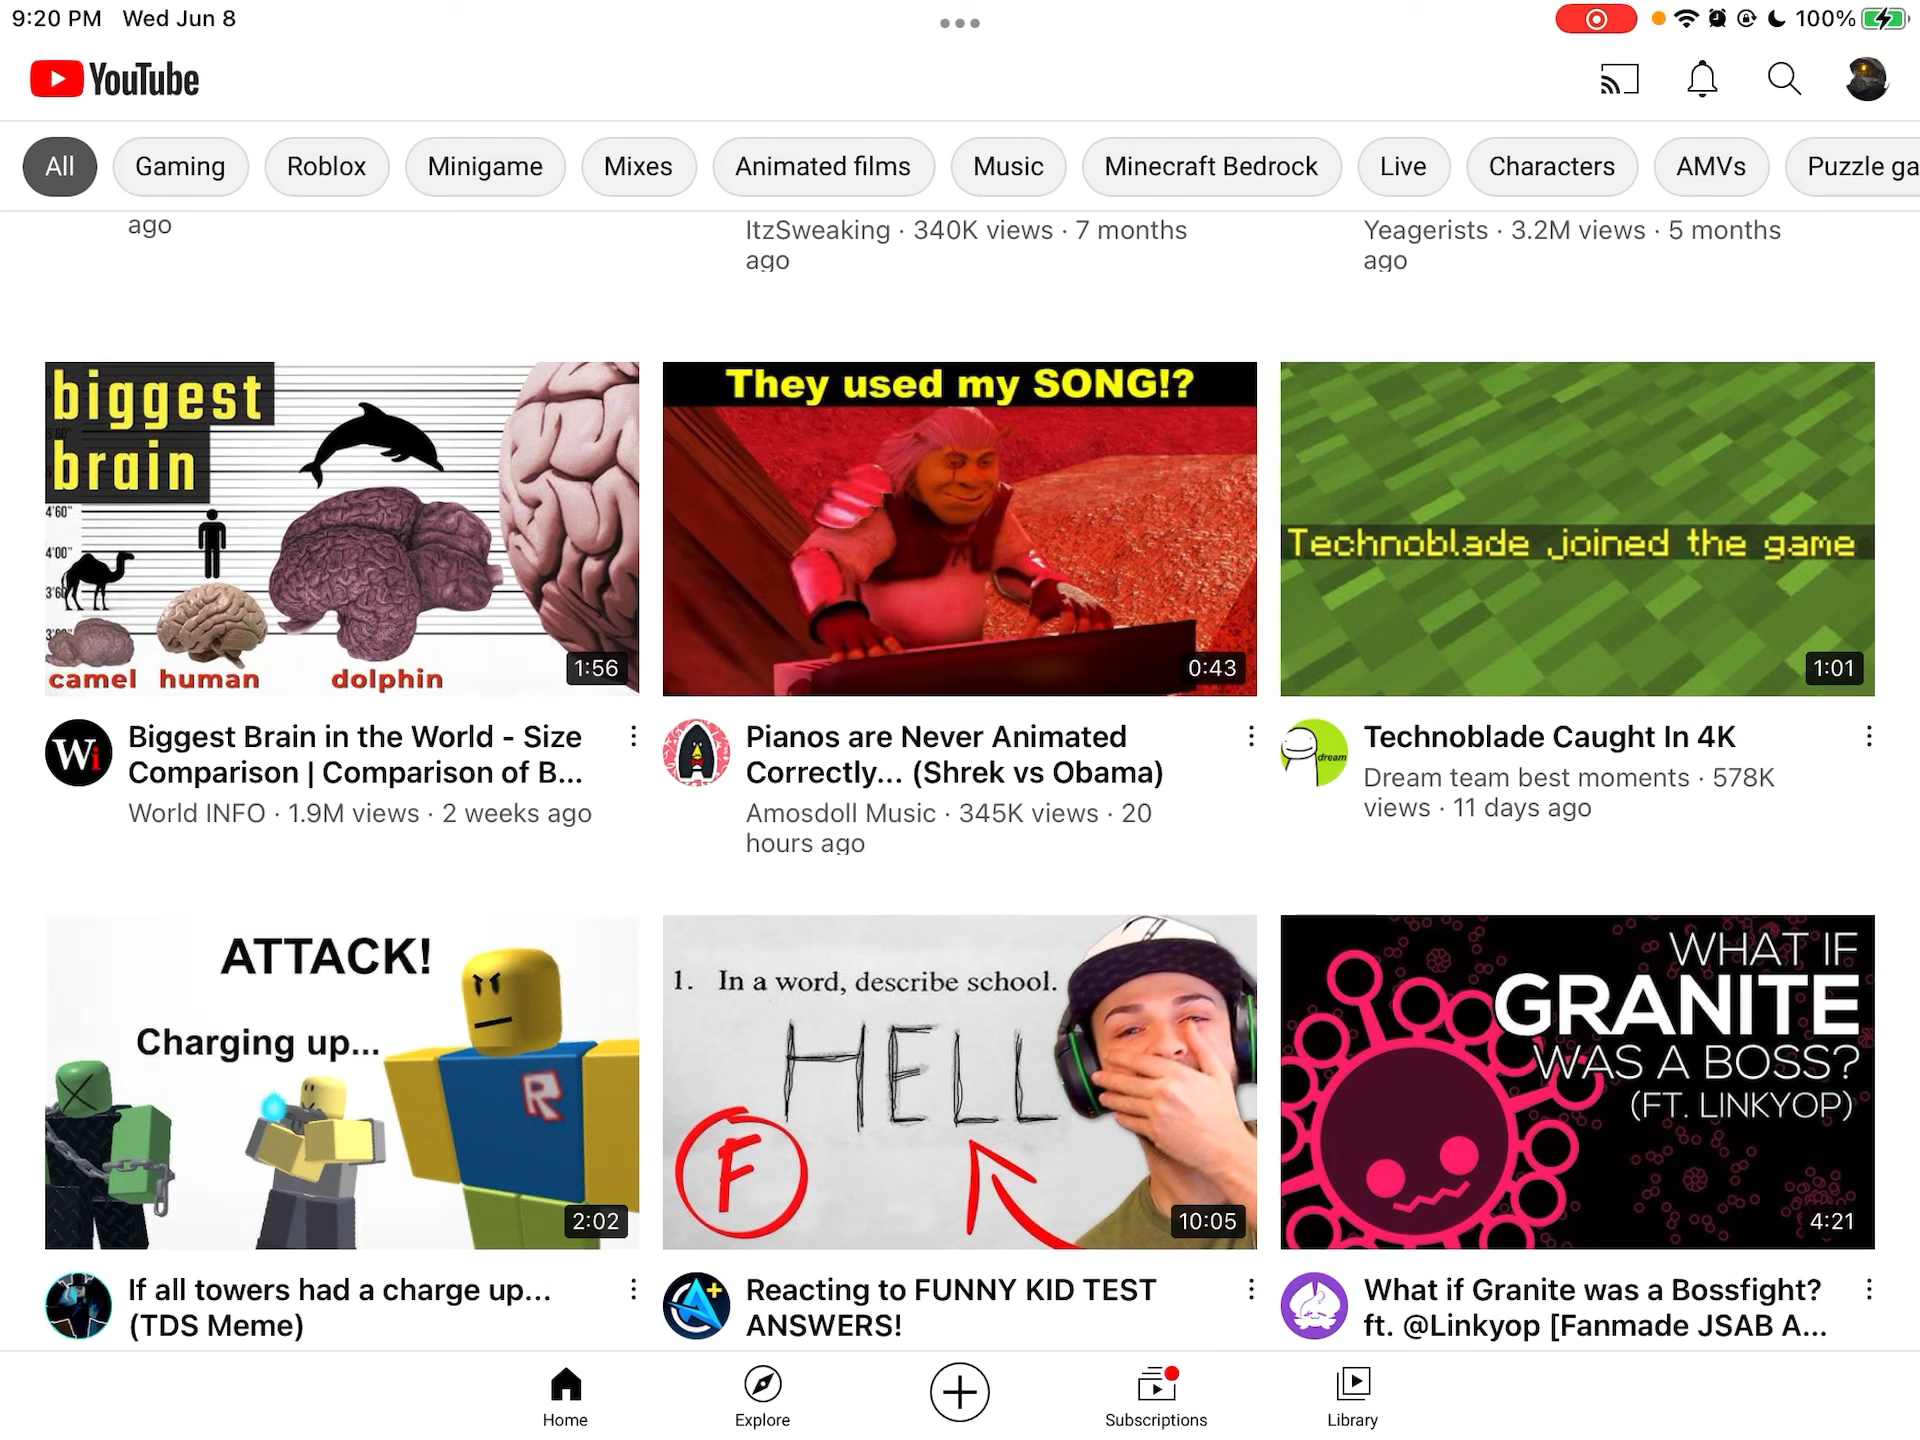 9:20 PM Wed Jun 8
100%
YouTube
All
Gaming
Roblox
Minigame
Mixes
Animated films
Music
Minecraft Bedrock
Live
Characters
AMVs
Puzzle ga
ago
ItzSweaking · 340K views · 7 months
ago
Yeagerists · 3.2M views · 5 months
ago
biggest
brain
4'60"
4'00"
camel
human
dolphin
1:56
Biggest Brain in the World - Size
Comparison | Comparison of B...
World INFO · 1.9M views · 2 weeks ago
Wi
They used my SONG!?
0:43
Pianos are Never Animated
Correctly... (Shrek vs Obama)
Amosdoll Music · 345K views · 20
hours ago
Technoblade joined the game
1:01
dream
Technoblade Caught In 4K
Dream team best moments · 578K
views · 11 days ago
ATTACK!
Charging up...
R
2:02
If all towers had a charge up...
(TDS Meme)
1. In a word, describe school.
HELL
F
10:05
Reacting to FUNNY KID TEST
ANSWERS!
WHAT IF
GRANITE
WAS A BOSS?
(FT. LINKYOP)
4:21
What if Granite was a Bossfight?
ft. @Linkyop [Fanmade JSAB A...
Home
Explore
Subscriptions
Library